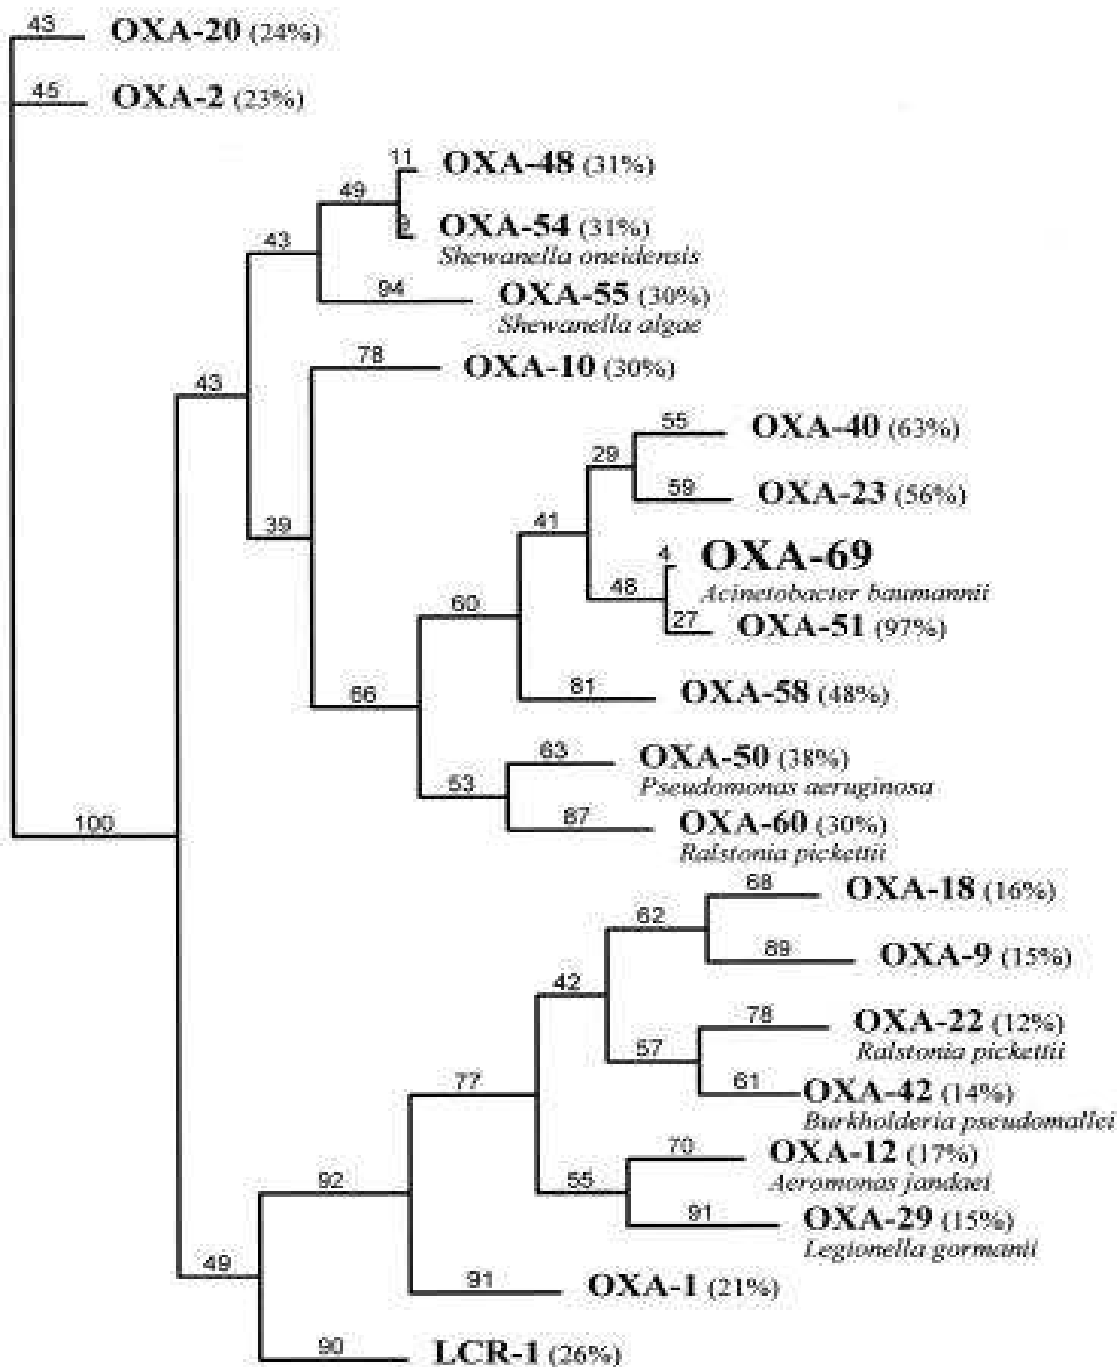 43
OXA-20 (24%)
45
OXA-2 (23%)
11
OXA-48 (31%)
49
9
OXA-54 (31%)
Shewanella oneidensis
43
94
OXA-55 (30%)
Shewanella algae
78
OXA-10 (30%)
43
55
OXA-40 (63%)
29
59
OXA-23 (56%)
39
41
4
OXA-69
Acinetobacter baumannii
48
27
OXA-51 (97%)
60
66
81
OXA-58 (48%)
63
OXA-50 (38%)
Pseudomonas aeruginosa
53
87
OXA-60 (30%)
Ralstonia pickettii
100
68
OXA-18 (16%)
62
89
OXA-9 (15%)
42
78
OXA-22 (12%)
Ralstonia pickettii
57
61
OXA-42 (14%)
Burkholderia pseudomallei
77
70
OXA-12 (17%)
Aeromonas jandaei
92
55
91
OXA-29 (15%)
Legionella gormanii
49
91
OXA-1 (21%)
90
LCR-1 (26%)